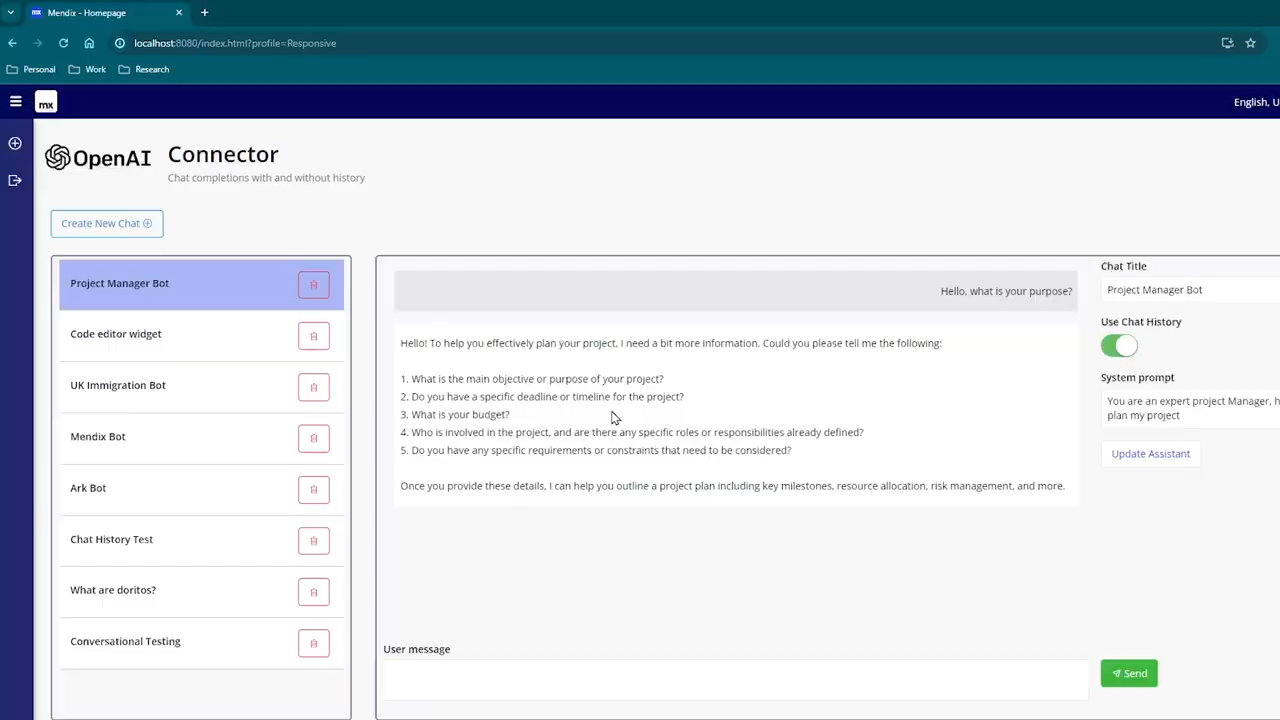 Mendix - Homepage
localhost:8080/index.html?profile=Responsive
Personal
Work
Research
mx
English, U
OpenAI
Connector
Chat completions with and without history
Create New Chat
Project Manager Bot
Code editor widget
UK Immigration Bot
Mendix Bot
Ark Bot
Chat History Test
What are doritos?
Conversational Testing
Hello, what is your purpose?
Hello! To help you effectively plan your project, I need a bit more information. Could you please tell me the following:
1. What is the main objective or purpose of your project?
2. Do you have a specific deadline or timeline for the project?
3. What is your budget?
4. Who is involved in the project, and are there any specific roles or responsibilities already defined?
5. Do you have any specific requirements or constraints that need to be considered?
Once you provide these details, I can help you outline a project plan including key milestones, resource allocation, risk management, and more.
User message
Chat Title
Project Manager Bot
Use Chat History
System prompt
You are an expert project Manager, h
plan my project
Update Assistant
Send